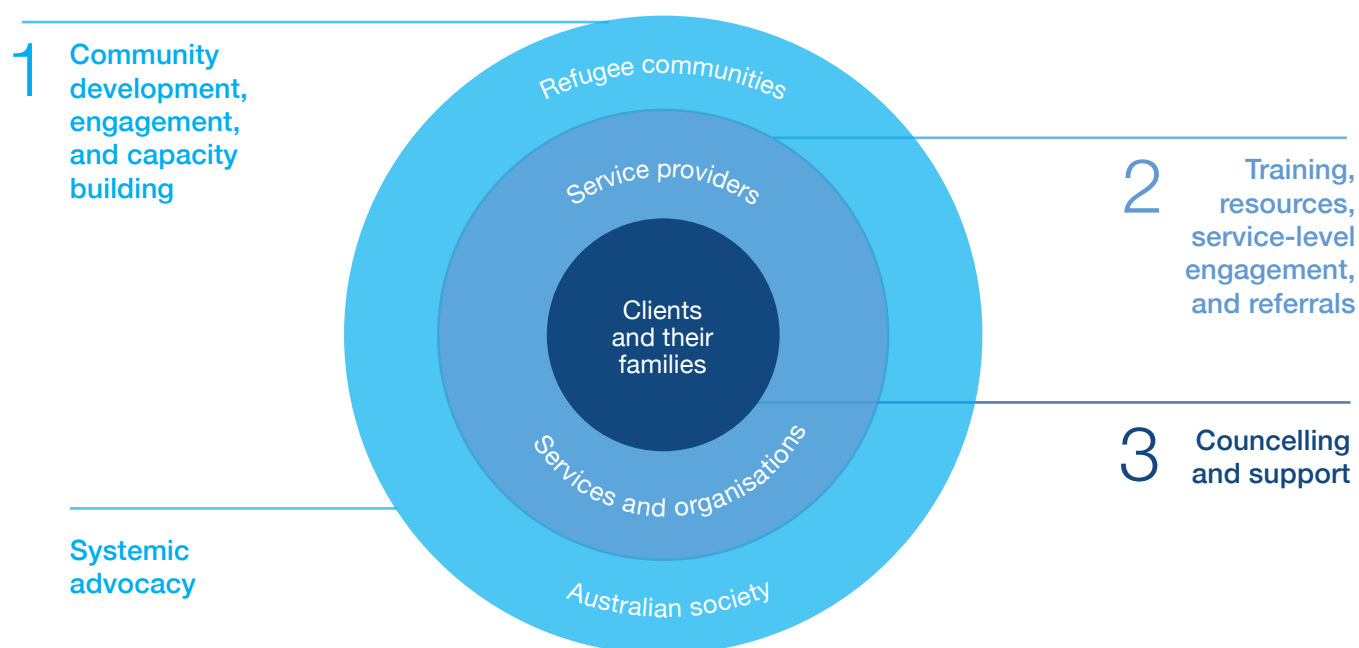 1
Community
development,
engagement,
and capacity
building
Refugee communities
Service providers
Clients
and their
families
Services and organisations
Australian society
2
Training,
resources,
service-level
engagement,
and referrals
3
Councelling
and support
Systemic
advocacy